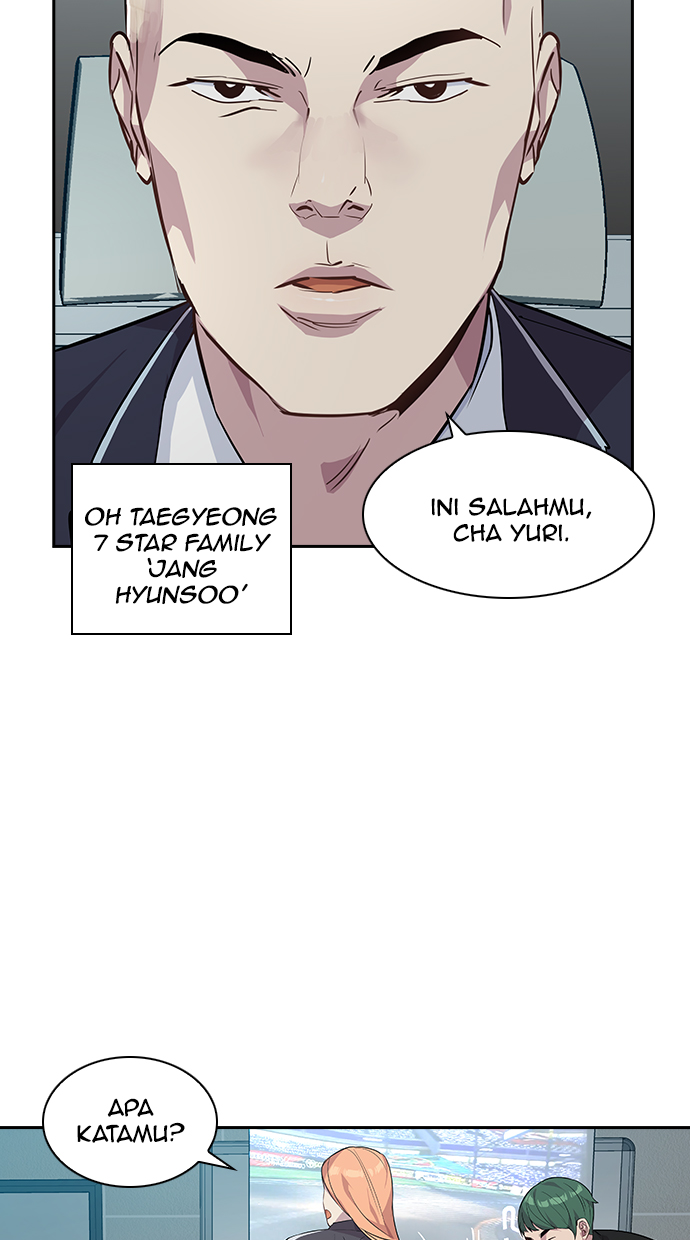 OH TAEGYEONG
7 STAR FAMILY
'JANG
HYUNSOO'
INI SALAHMU,
CHA YURI.
APA
KATAMU?